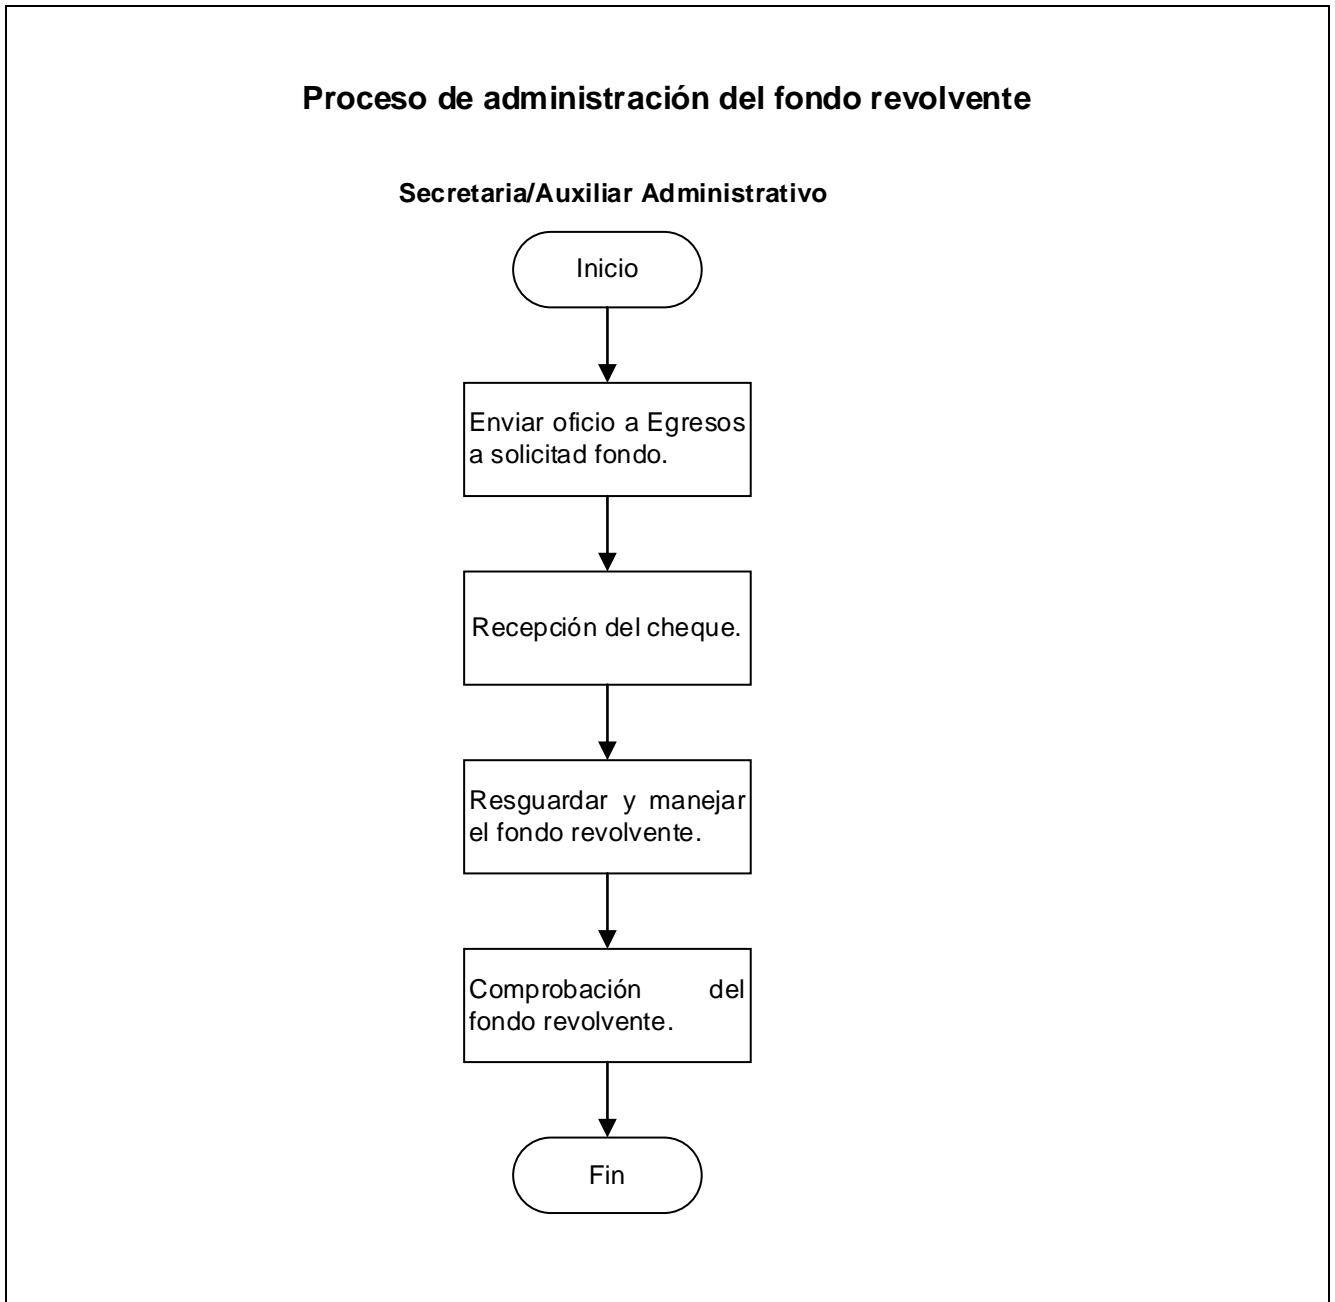 Proceso de administración del fondo revolvente
Secretaria/Auxiliar Administrativo
Inicio
Enviar oficio a Egresos
a solicitad fondo.
Recepción del cheque.
Resguardar y manejar
el fondo revolvente.
Comprobación del
fondo revolvente.
Fin